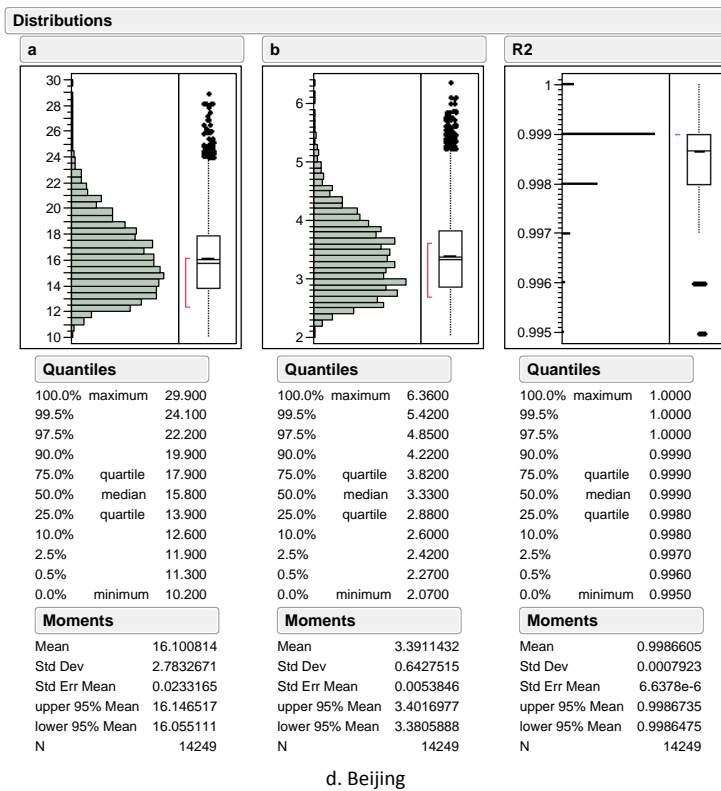 Distributions
a
30
28
26
24
22
20
18
16
14
12
10
Quantiles
100.0% maximum 29.900
99.5% 24.100
97.5% 22.200
90.0% 19.900
75.0% quartile 17.900
50.0% median 15.800
25.0% quartile 13.900
10.0% 12.600
2.5% 11.900
0.5% 11.300
0.0% minimum 10.200
Moments
Mean 16.100814
Std Dev 2.7832671
Std Err Mean 0.0233165
upper 95% Mean 16.146517
lower 95% Mean 16.055111
N 14249
b
6
5
4
3
2
Quantiles
100.0% maximum 6.3600
99.5% 5.4200
97.5% 4.8500
90.0% 4.2200
75.0% quartile 3.8200
50.0% median 3.3300
25.0% quartile 2.8800
10.0% 2.6000
2.5% 2.4200
0.5% 2.2700
0.0% minimum 2.0700
Moments
Mean 3.3911432
Std Dev 0.6427515
Std Err Mean 0.0053846
upper 95% Mean 3.4016977
lower 95% Mean 3.3805888
N 14249
R2
1
0.999
0.998
0.997
0.996
0.995
Quantiles
100.0% maximum 1.0000
99.5% 1.0000
97.5% 1.0000
90.0% 0.9990
75.0% quartile 0.9990
50.0% median 0.9990
25.0% quartile 0.9980
10.0% 0.9980
2.5% 0.9970
0.5% 0.9960
0.0% minimum 0.9950
Moments
Mean 0.9986605
Std Dev 0.0007923
Std Err Mean 6.6378e-6
upper 95% Mean 0.9986735
lower 95% Mean 0.9986475
N 14249
d. Beijing